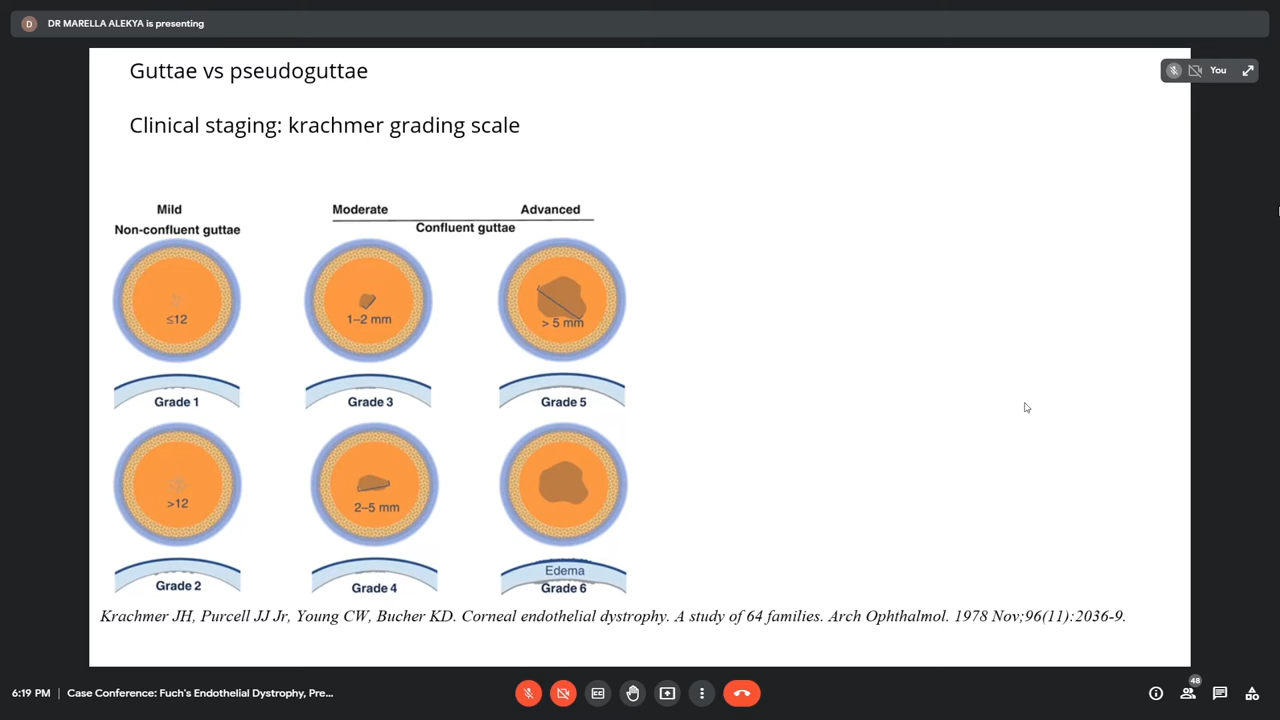 D DR MARELLA ALEKYA is presenting
Guttae vs pseudoguttae
You
Clinical staging: krachmer grading scale
Mild
Moderate
Advanced
Non-confluent guttae
Confluent guttae
≤12
1–2 mm
> 5 mm
Grade 1
Grade 3
Grade 5
>12
2–5 mm
Edema
Grade 2
Grade 4
Grade 6
Krachmer JH, Purcell JJ Jr, Young CW, Bucher KD. Corneal endothelial dystrophy. A study of 64 families. Arch Ophthalmol. 1978 Nov;96(11):2036-9.
6:19 PM | Case Conference: Fuch's Endothelial Dystrophy, Pre...
48